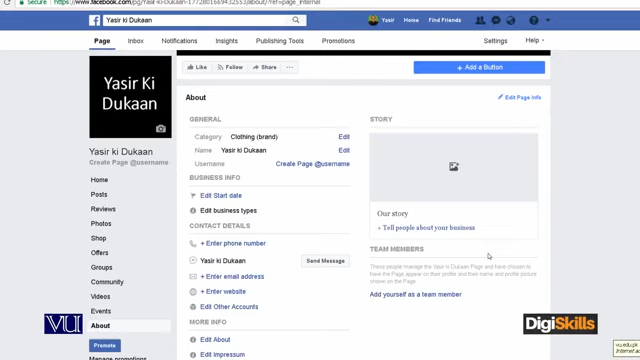 Secure
https://www.facebook.com/pg/Yasir-Ki-Dukaan-1772801669432553/about/?ref=page_internal
Yasir Ki Dukaan
Yasir Home Find Friends
Page Inbox Notifications Insights Publishing Tools Promotions Settings Help
Like Follow Share ... + Add a Button
Yasir Ki
Dukaan
Yasir ki Dukaan
Create Page @username
Home
Posts
Reviews
Photos
Shop
Offers
Groups
Community
Videos
Events
About
Promote
Manage promotions
About
Edit Page Info
GENERAL
Category Clothing (brand) Edit
Name Yasir ki Dukaan Edit
Username Create Page @username
BUSINESS INFO
Edit Start date
Edit business types
CONTACT DETAILS
+ Enter phone number
Yasir ki Dukaan Send Message
+ Enter email address
+ Enter website
Edit Other Accounts
MORE INFO
Edit About
Edit Impressum
STORY
Our story
+ Tell people about your business
TEAM MEMBERS
These people manage the Yasir ki Dukaan Page and have chosen to
have the Page appear on their profile and their name and profile picture
shown on the Page.
Add yourself as a team member
VU
DigiSkills
vu.edu.pk
Internet ac